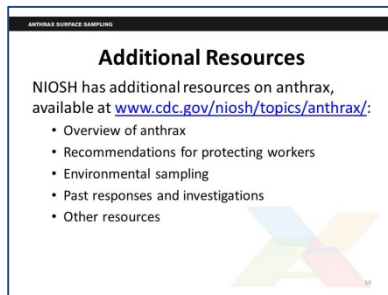 ANTHRAX SURFACE SAMPLING
Additional Resources
NIOSH has additional resources on anthrax,
available at www.cdc.gov/niosh/topics/anthrax/:
• Overview of anthrax
• Recommendations for protecting workers
• Environmental sampling
• Past responses and investigations
• Other resources
59